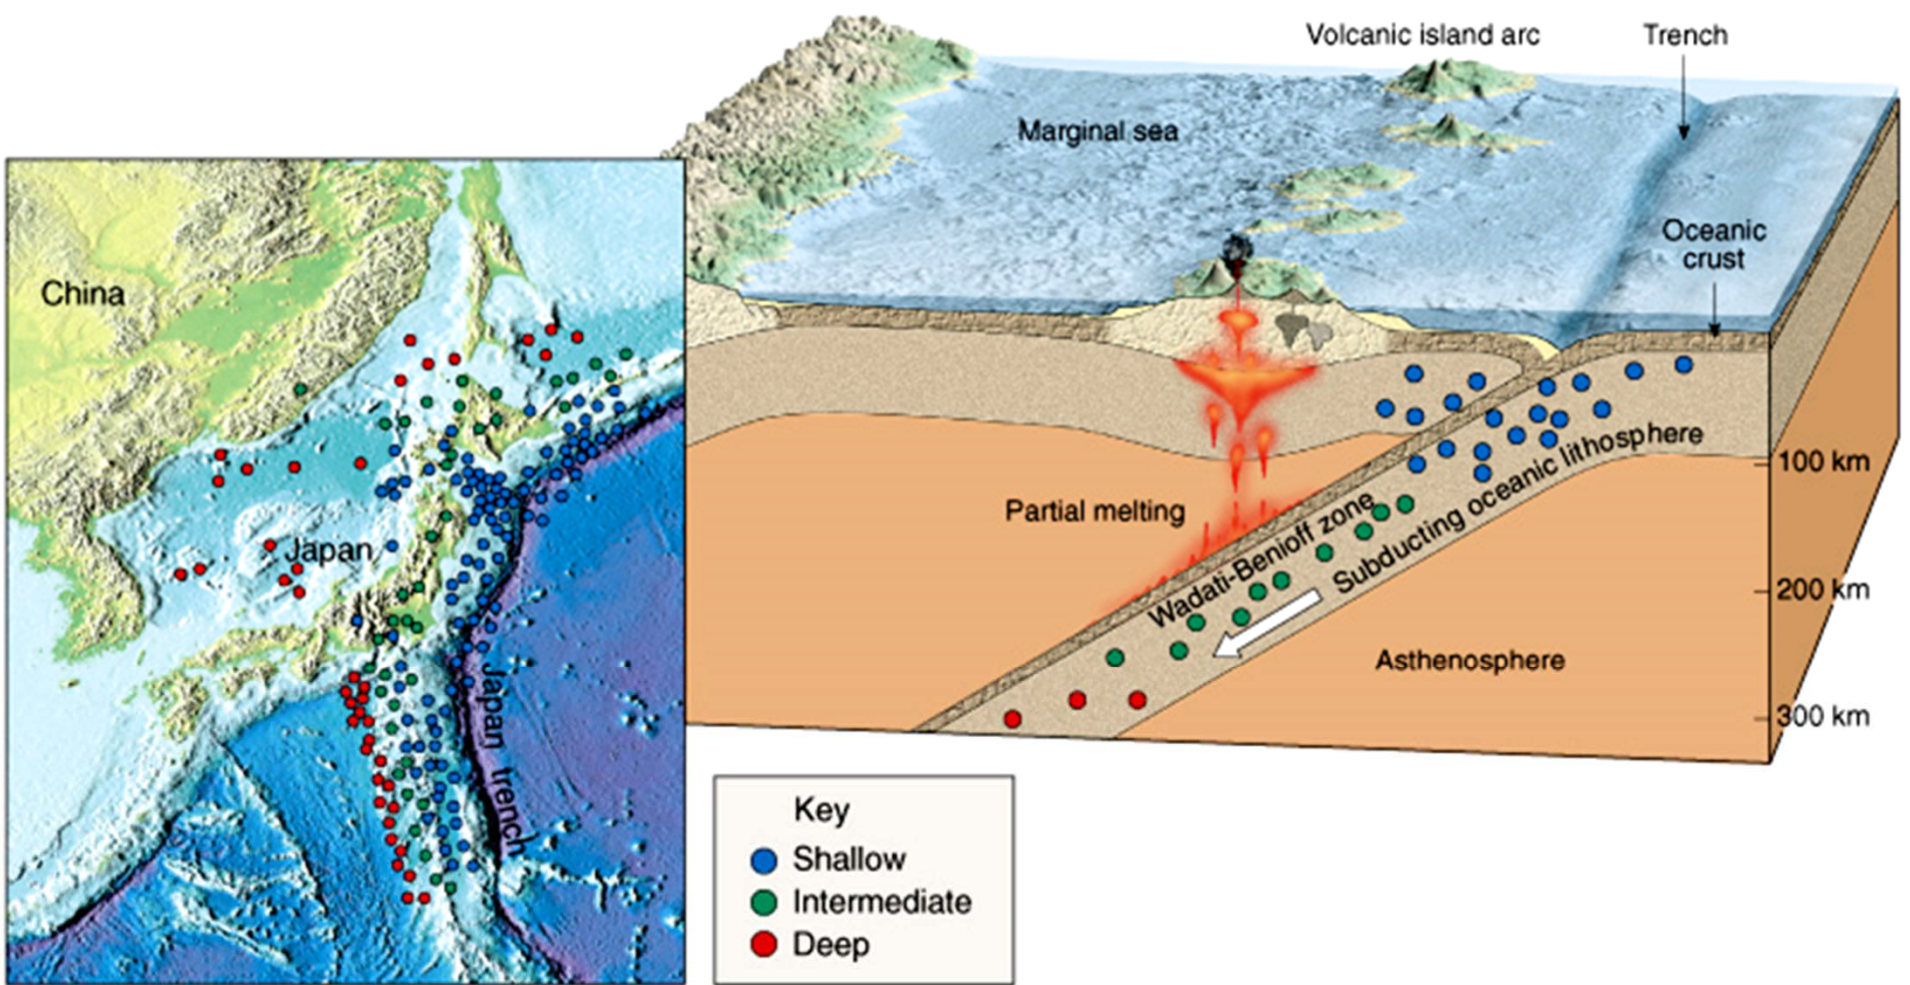 Volcanic island arc
Trench
Marginal sea
Oceanic
crust
China
Japan
Japan trench
Partial melting
Wadati-Benioff zone
Subducting oceanic lithosphere
Asthenosphere
100 km
200 km
300 km
Key
Shallow
Intermediate
Deep